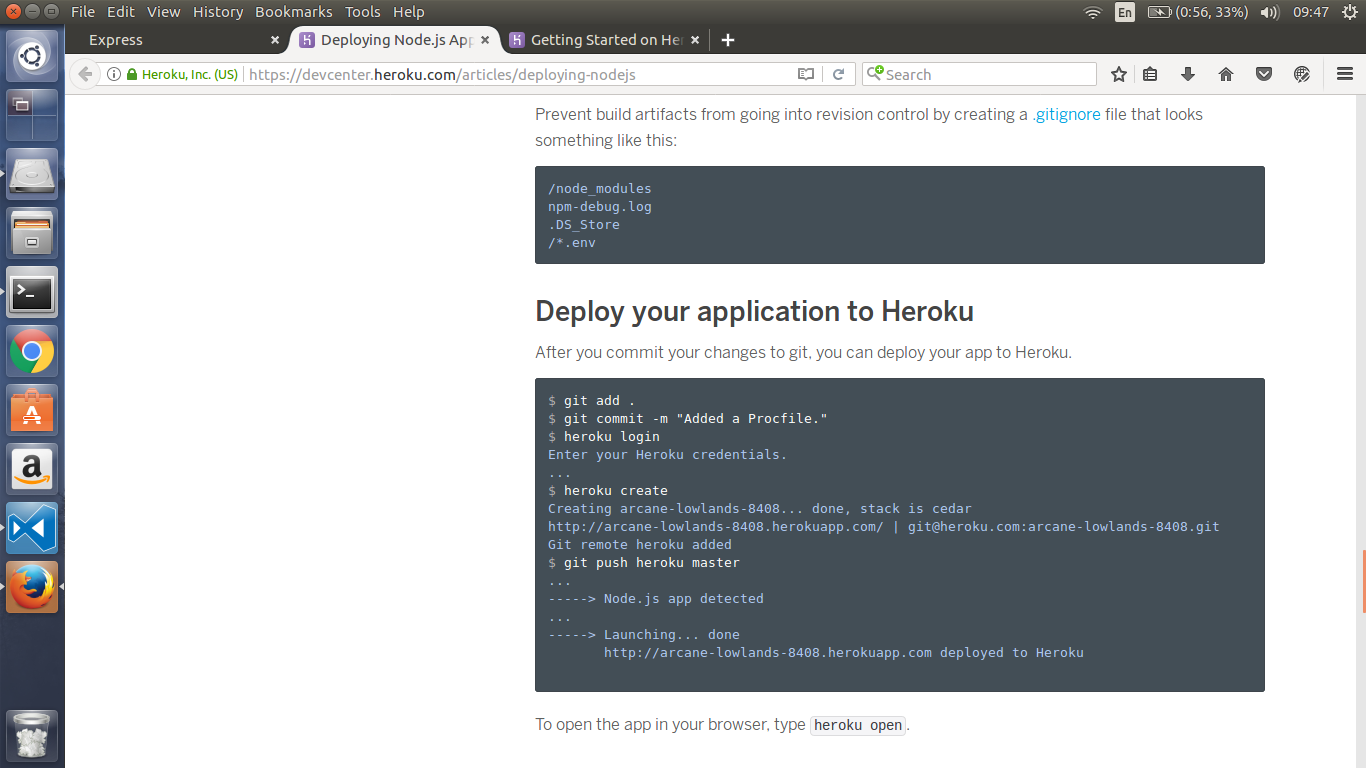 File Edit View History Bookmarks Tools Help
En (0:56, 33%) 09:47
Express
Deploying Node.js App
Getting Started on Her
Heroku, Inc. (US) https://devcenter.heroku.com/articles/deploying-nodejs
Search
Prevent build artifacts from going into revision control by creating a .gitignore file that looks
something like this:
/node_modules
npm-debug.log
.DS_Store
/*.env
Deploy your application to Heroku
After you commit your changes to git, you can deploy your app to Heroku.
$ git add .
$ git commit -m "Added a Procfile."
$ heroku login
Enter your Heroku credentials.
...
$ heroku create
Creating arcane-lowlands-8408... done, stack is cedar
http://arcane-lowlands-8408.herokuapp.com/ | git@heroku.com:arcane-lowlands-8408.git
Git remote heroku added
$ git push heroku master
...
-----> Node.js app detected
...
-----> Launching... done
http://arcane-lowlands-8408.herokuapp.com deployed to Heroku
To open the app in your browser, type heroku open.